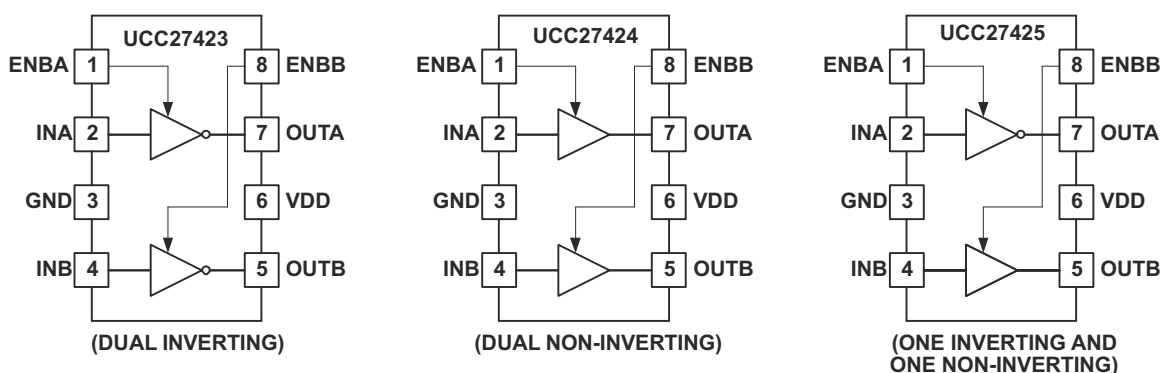 UCC27423
ENBA 1 8 ENBB
INA 2 7 OUTA
GND 3 6 VDD
INB 4 5 OUTB
(DUAL INVERTING)
UCC27424
ENBA 1 8 ENBB
INA 2 7 OUTA
GND 3 6 VDD
INB 4 5 OUTB
(DUAL NON-INVERTING)
UCC27425
ENBA 1 8 ENBB
INA 2 7 OUTA
GND 3 6 VDD
INB 4 5 OUTB
(ONE INVERTING AND
ONE NON-INVERTING)